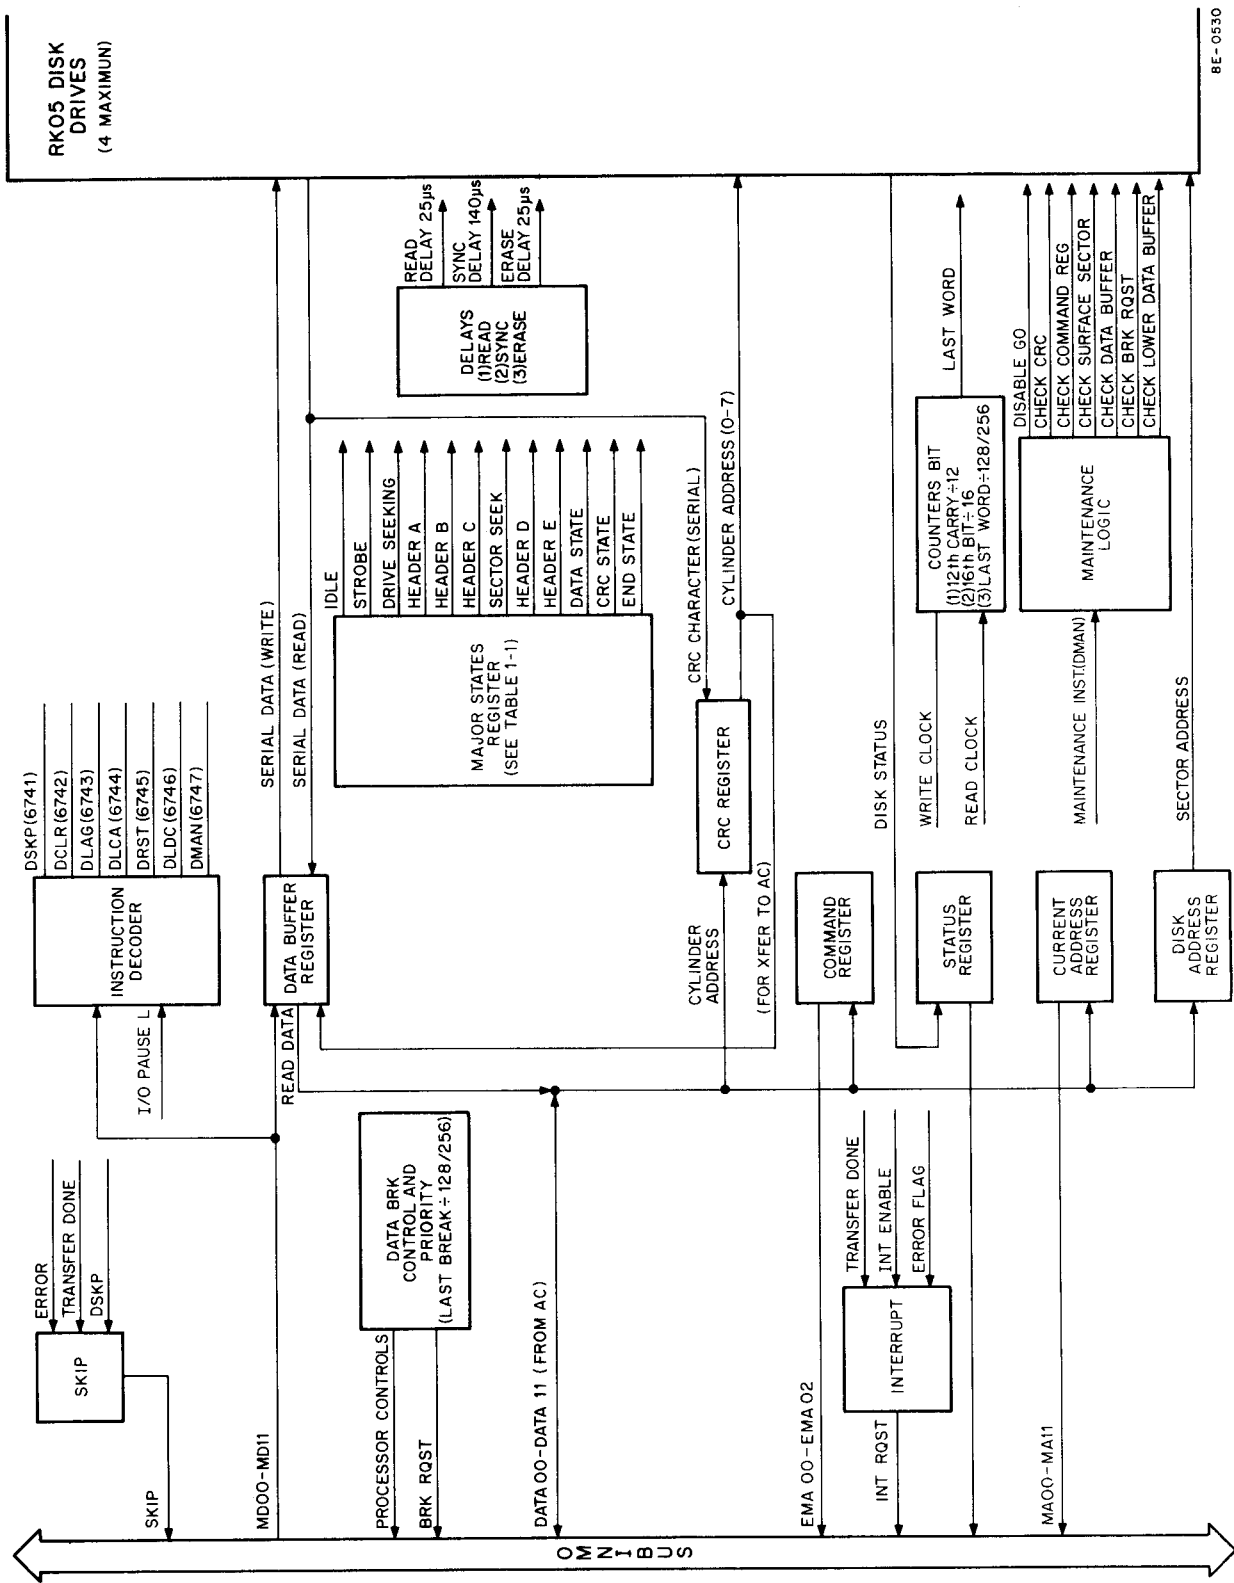 RK05 DISK
DRIVES
(4 MAXIMUN)
8E-0530
DSKP(6741)
DCLR(6742)
DLAG(6743)
DLCA(6744)
DRST(6745)
DLDC(6746)
DMAN(6747)
INSTRUCTION
DECODER
I/O PAUSE L
ERROR
TRANSFER DONE
DSKP
SKIP
SKIP
MD00-MD11
SERIAL DATA (WRITE)
SERIAL DATA (READ)
DATA BUFFER
REGISTER
READ DATA
READ
DELAY 25µs
SYNC
DELAY 140µs
ERASE
DELAY 25µs
DELAYS
(1)READ
(2)SYNC
(3)ERASE
IDLE
STROBE
DRIVE SEEKING
HEADER A
HEADER B
HEADER C
SECTOR SEEK
HEADER D
HEADER E
DATA STATE
CRC STATE
END STATE
MAJOR STATES
REGISTER
(SEE TABLE 1-1)
DATA BRK
CONTROL AND
PRIORITY
(LAST BREAK÷128/256)
PROCESSOR CONTROLS
BRK RQST
DATA 00-DATA 11 (FROM AC)
CRC CHARACTER(SERIAL)
CYLINDER ADDRESS(0-7)
CRC REGISTER
CYLINDER
ADDRESS
(FOR XFER TO AC)
COMMAND
REGISTER
EMA 00-EMA 02
DISK STATUS
STATUS
REGISTER
WRITE CLOCK
READ CLOCK
COUNTERS BIT
(1)12th CARRY÷12
(2)16th BIT÷16
(3)LAST WORD÷128/256
LAST WORD
TRANSFER DONE
INT ENABLE
ERROR FLAG
INTERRUPT
INT RQST
DISABLE GO
CHECK CRC
CHECK COMMAND REG
CHECK SURFACE SECTOR
CHECK DATA BUFFER
CHECK BRK RQST
CHECK LOWER DATA BUFFER
MAINTENANCE
LOGIC
MAINTENANCE INST.(DMAN)
CURRENT
ADDRESS
REGISTER
MA00-MA11
SECTOR ADDRESS
DISK
ADDRESS
REGISTER
OMNIBUS